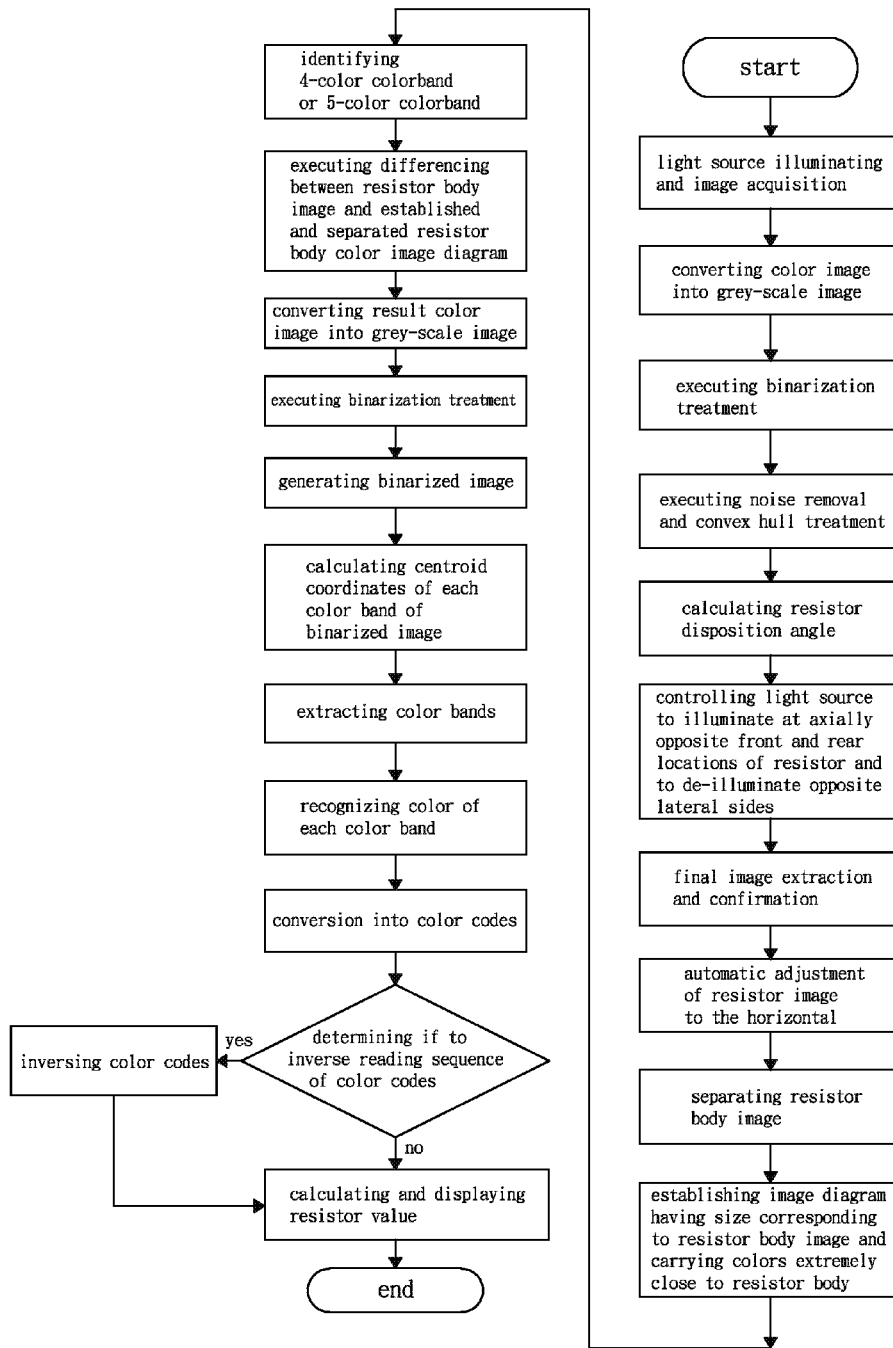 start
light source illuminating
and image acquisition
converting color image
into grey-scale image
executing binarization
treatment
executing noise removal
and convex hull treatment
calculating resistor
disposition angle
controlling light source
to illuminate at axially
opposite front and rear
locations of resistor and
to de-illuminate opposite
lateral sides
final image extraction
and confirmation
automatic adjustment
of resistor image
to the horizontal
separating resistor
body image
establishing image diagram
having size corresponding
to resistor body image and
carrying colors extremely
close to resistor body
identifying
4-color colorband
or 5-color colorband
executing differencing
between resistor body
image and established
and separated resistor
body color image diagram
converting result color
image into grey-scale image
executing binarization treatment
generating binarized image
calculating centroid
coordinates of each
color band of
binarized image
extracting color bands
recognizing color of
each color band
conversion into color codes
determining if to
inverse reading sequence
of color codes
yes
inversing color codes
no
calculating and displaying
resistor value
end